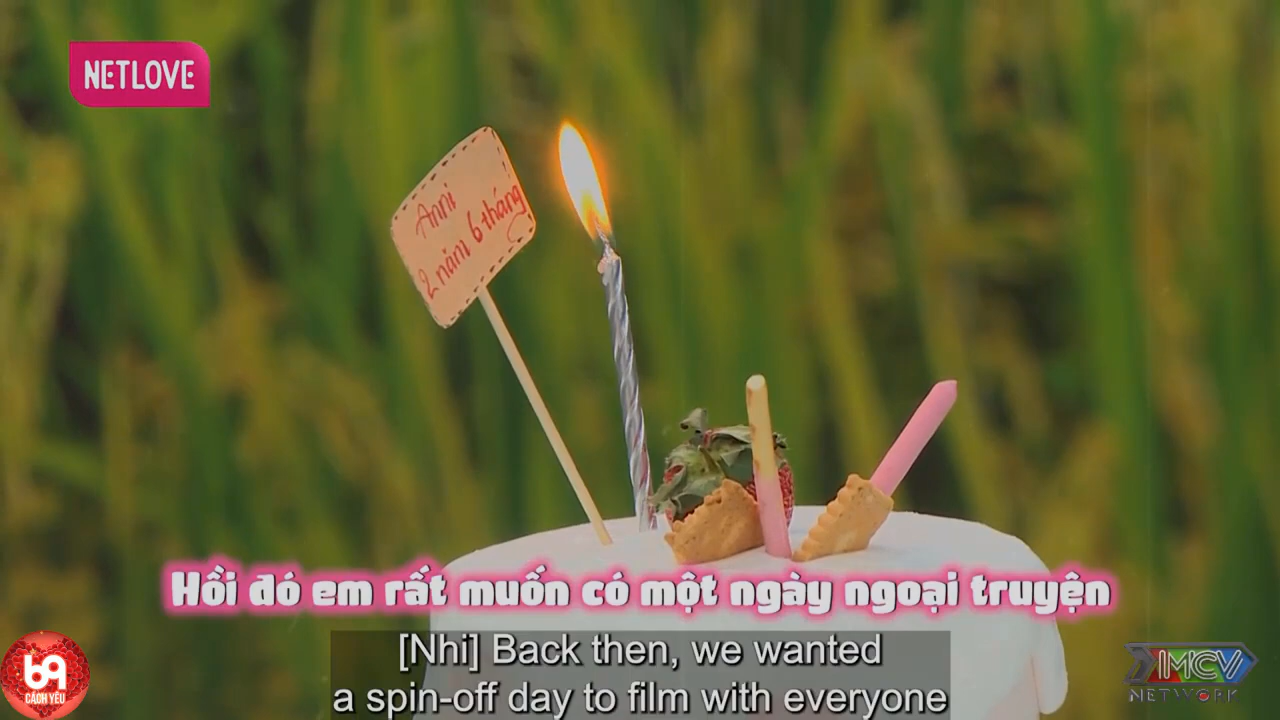 NETLOVE
Anni
2 năm 6 tháng
Hồi đó em rất muốn có một ngày ngoại truyện
[Nhi] Back then, we wanted
a spin-off day to film with everyone
69
CÁCH YÊU
MCV
NETWORK